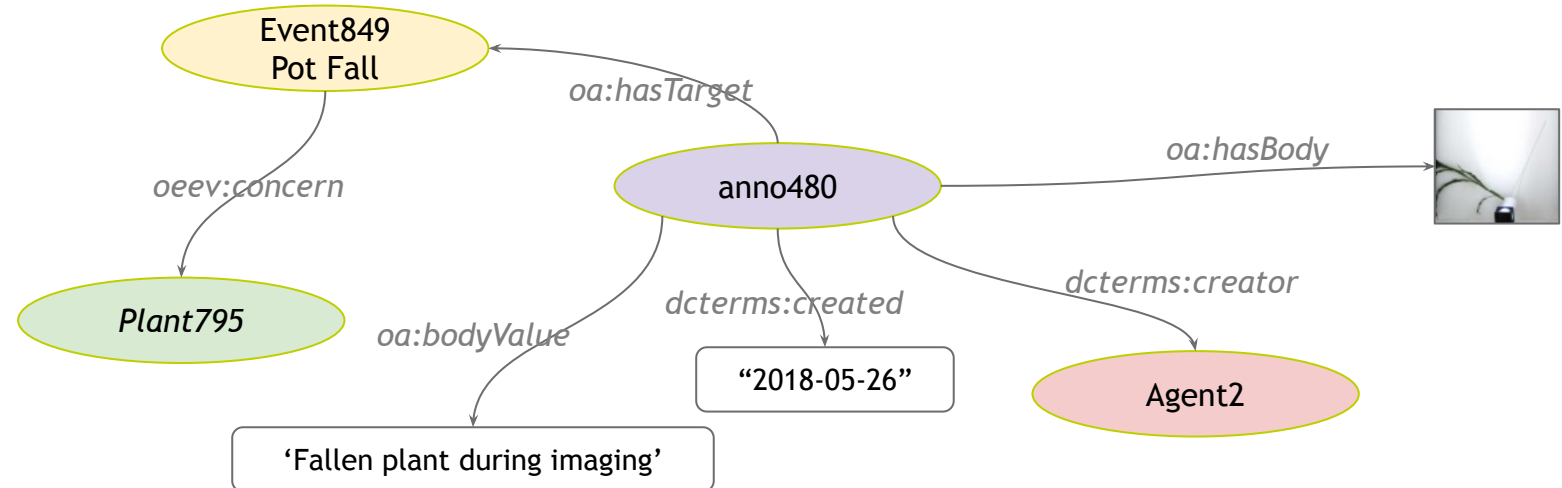 Event849
Pot Fall
oa:hasTarget
oa:hasBody
anno480
oeev:concern
dcterms:creator
dcterms:created
Plant795
oa:bodyValue
“2018-05-26”
Agent2
‘Fallen plant during imaging’